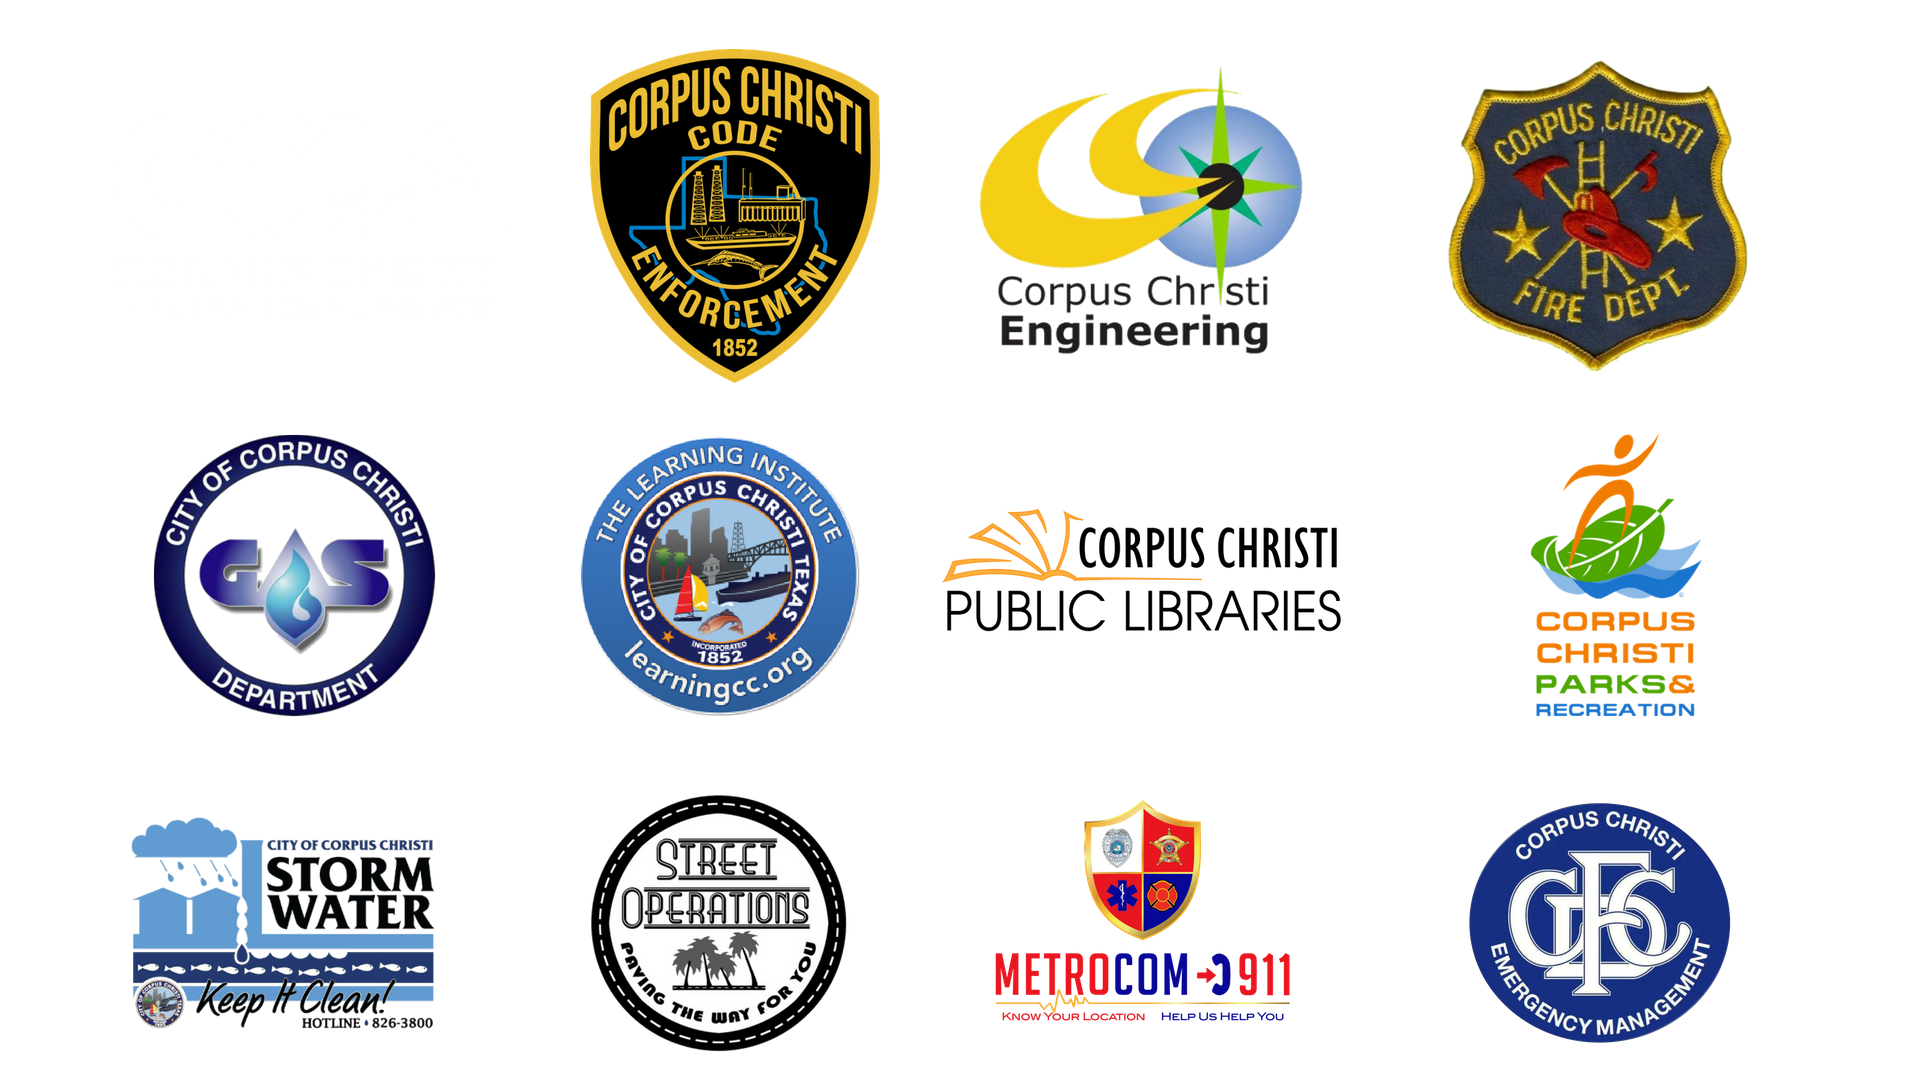 CORPUS CHRISTI
CODE
ENFORCEMENT
1852
Corpus Christi
Engineering
CORPUS CHRISTI
FIRE DEPT.
CITY OF CORPUS CHRISTI
GAS
DEPARTMENT
THE LEARNING INSTITUTE
CITY OF CORPUS CHRISTI TEXAS
INCORPORATED
1852
learningcc.org
CORPUS CHRISTI
PUBLIC LIBRARIES
CORPUS
CHRISTI
PARKS&
RECREATION
CITY OF CORPUS CHRISTI
STORM
WATER
Keep It Clean!
HOTLINE • 826-3800
STREET
OPERATIONS
PAVING THE WAY FOR YOU
METROCOM 911
KNOW YOUR LOCATION HELP US HELP YOU
CORPUS CHRISTI
EMERGENCY MANAGEMENT